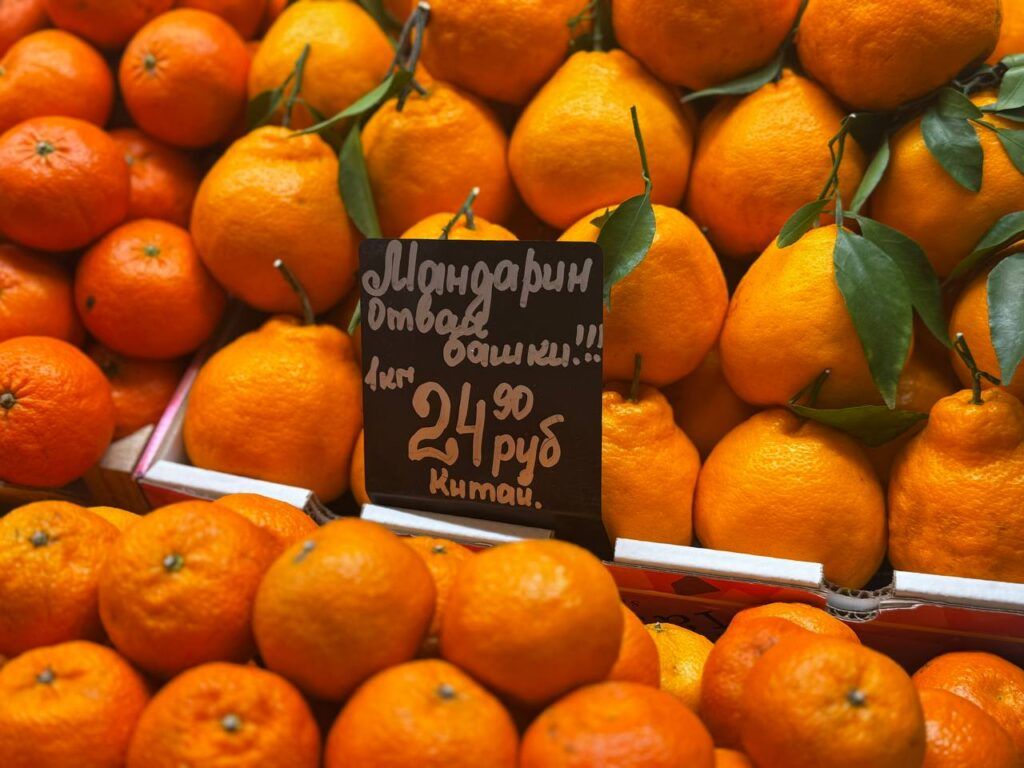 Мандарин
Отвал
башки!!!
1кг
24 90
руб
Китай.